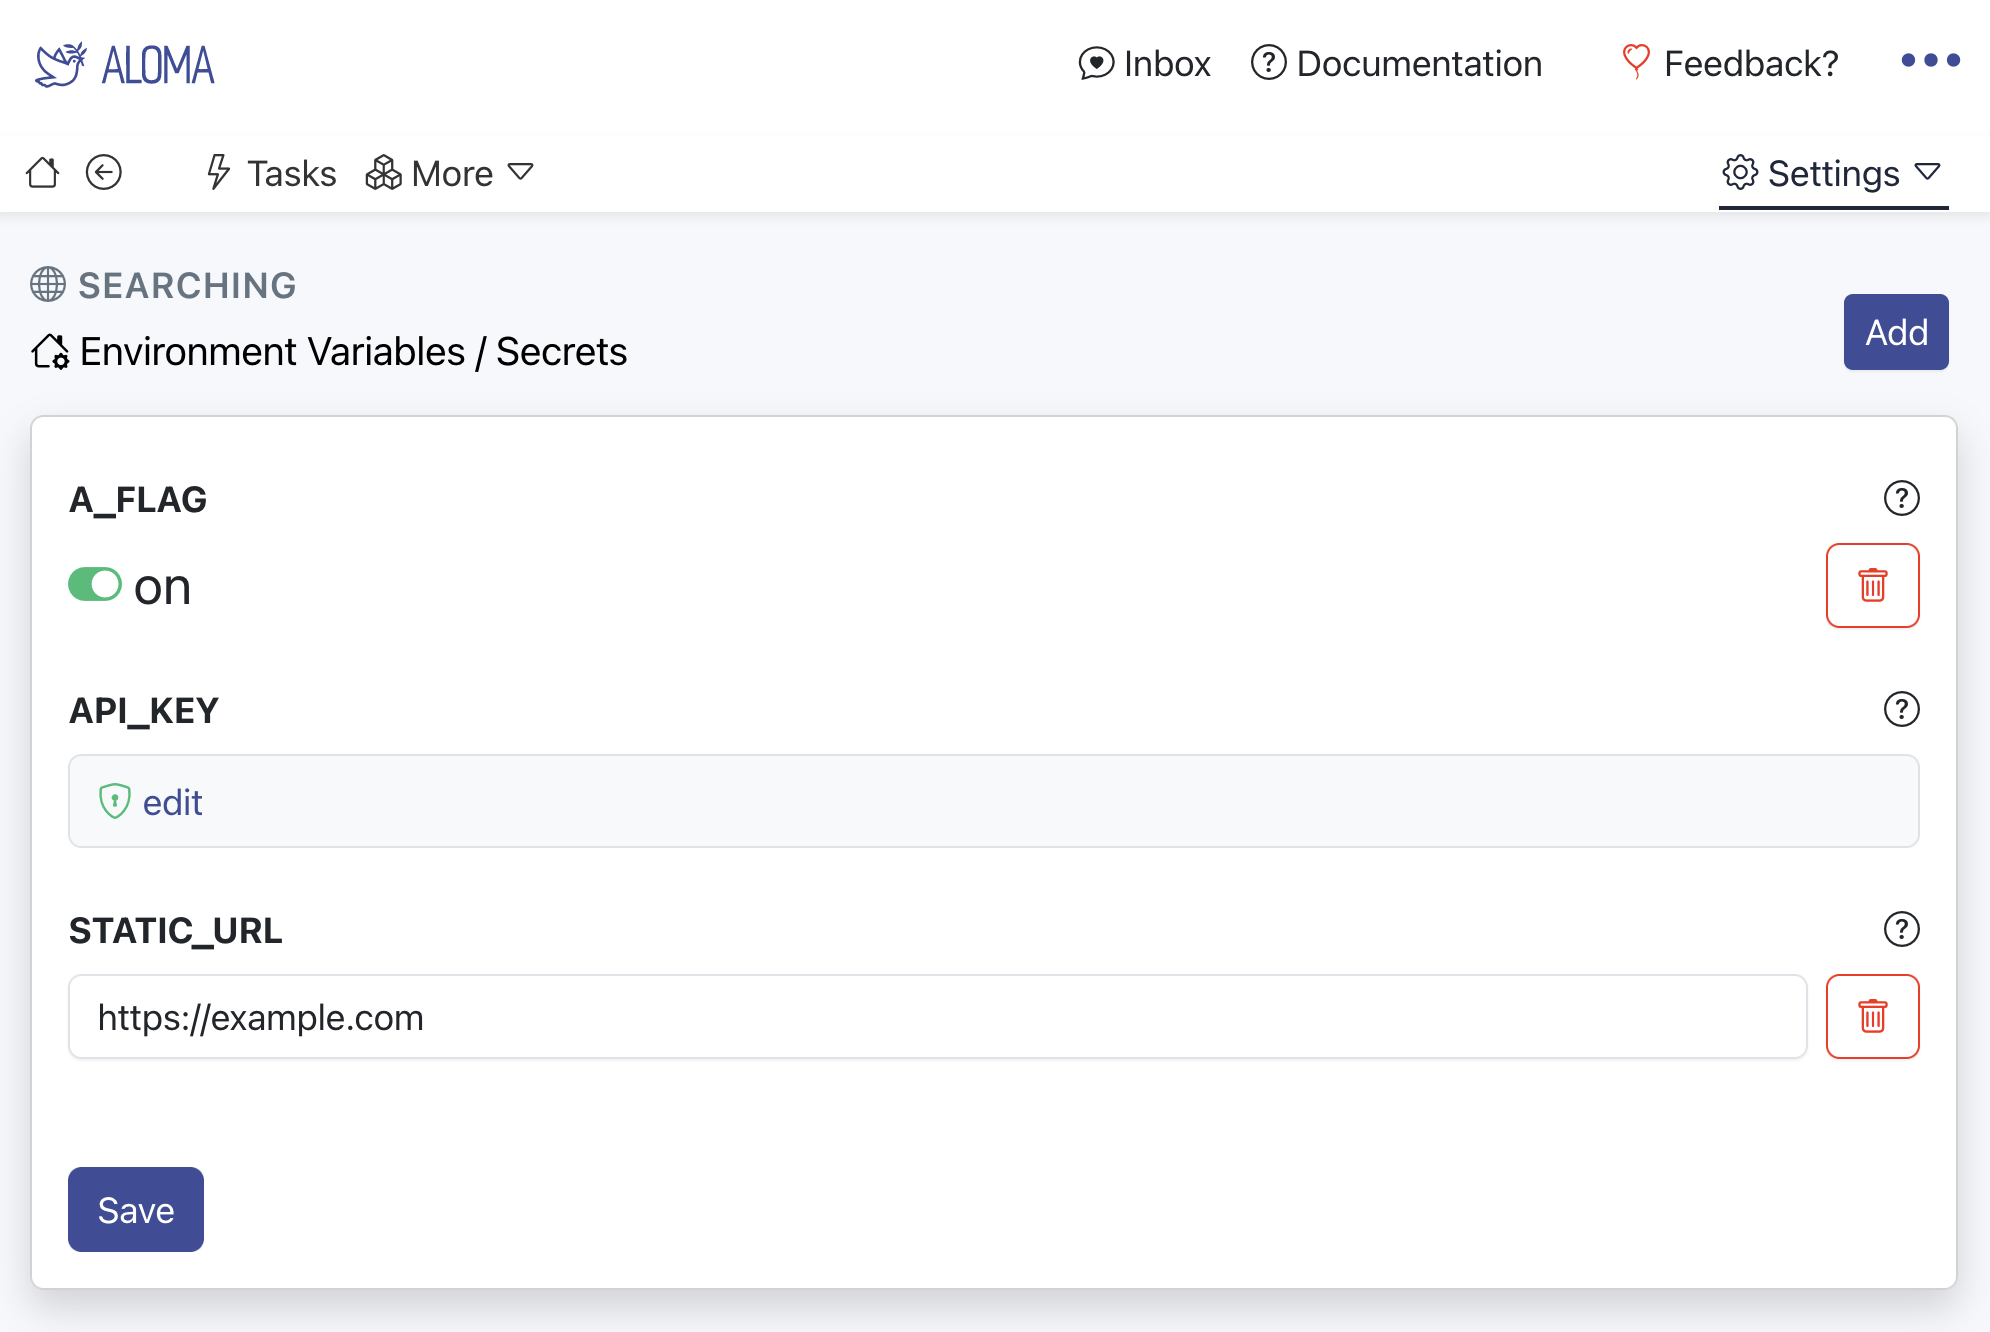 ALOMA
Inbox
Documentation
Feedback?
Tasks
More
Settings
SEARCHING
Environment Variables / Secrets
Add
A_FLAG
on
API_KEY
edit
STATIC_URL
https://example.com
Save